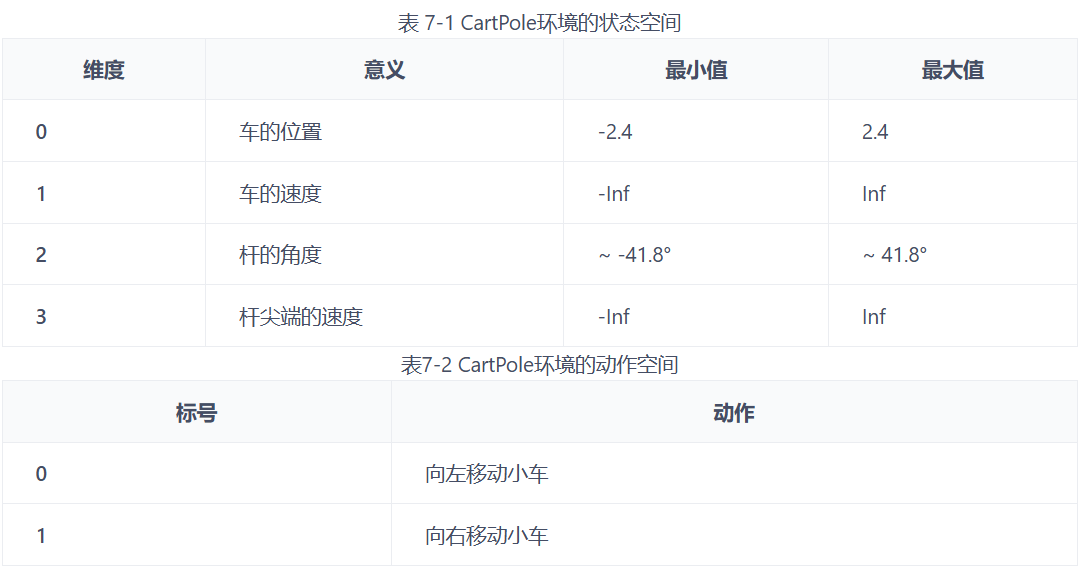 表 7-1 CartPole环境的状态空间
维度 意义 最小值 最大值
0 车的位置 -2.4 2.4
1 车的速度 -Inf Inf
2 杆的角度 ~ -41.8° ~ 41.8°
3 杆尖端的速度 -Inf Inf
表7-2 CartPole环境的动作空间
标号 动作
0 向左移动小车
1 向右移动小车